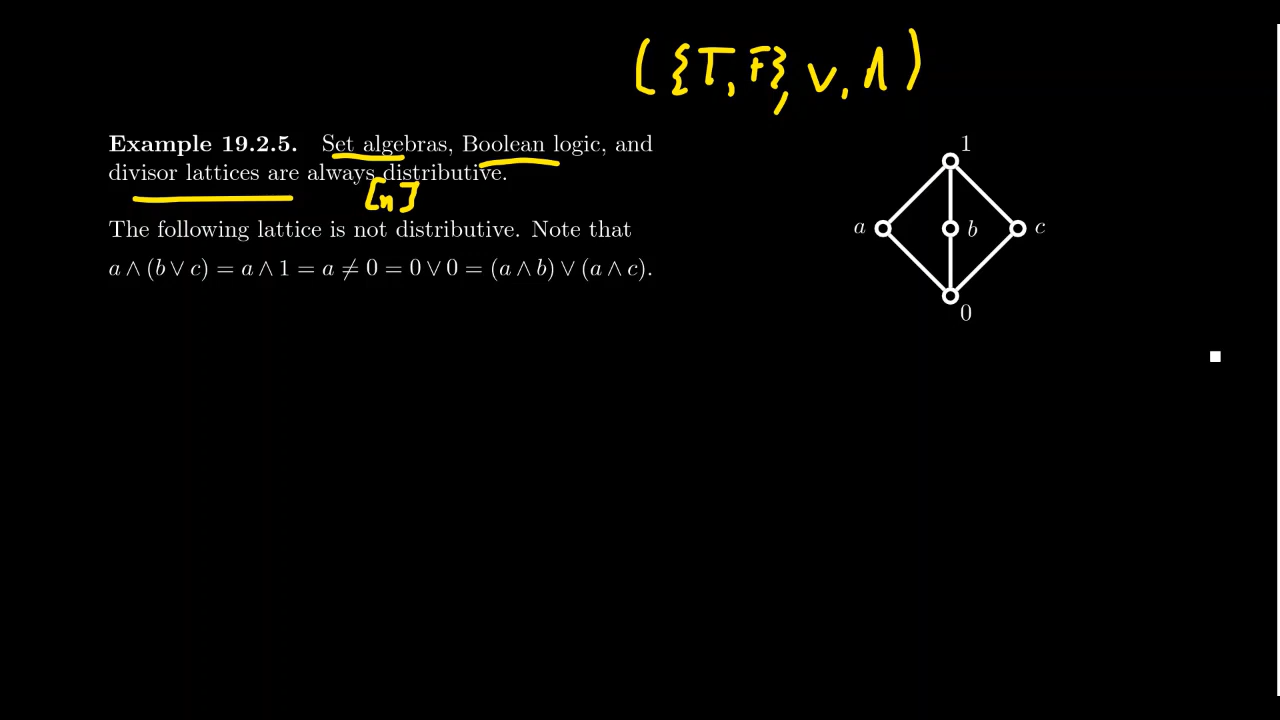 ({T, F}, ∨, ∧)
Example 19.2.5. Set algebras, Boolean logic, and
divisor lattices are always distributive.
[n]
The following lattice is not distributive. Note that
a ∧ (b ∨ c) = a ∧ 1 = a ≠ 0 = 0 ∨ 0 = (a ∧ b) ∨ (a ∧ c).
1
a b c
0